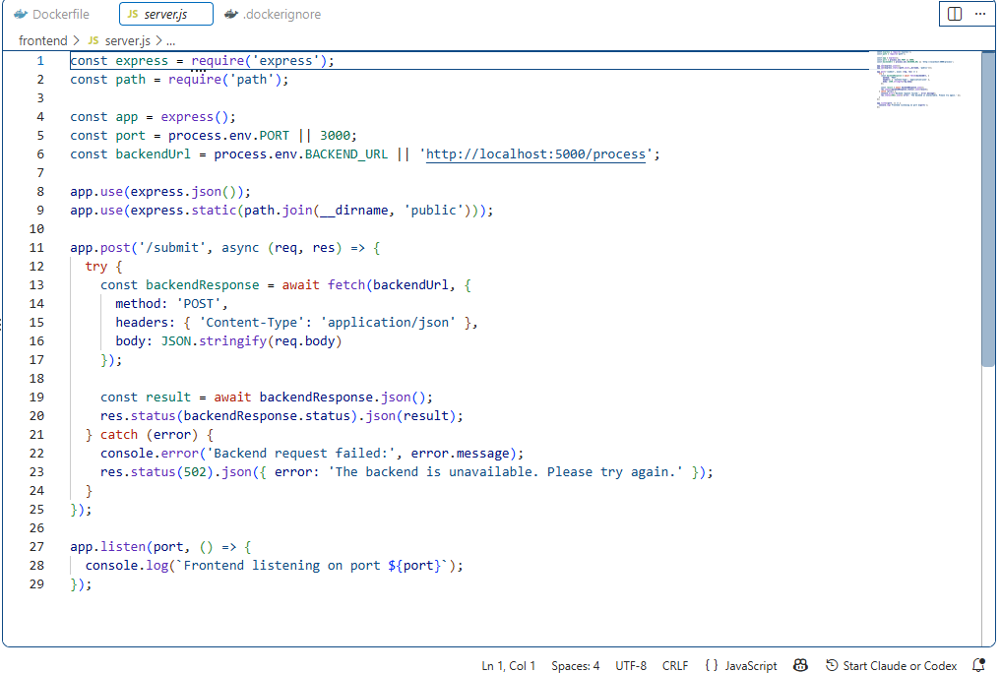 Dockerfile JS server.js .dockerignore ...
frontend > JS server.js > ...
1 const express = require('express');
2 const path = require('path');
3
4 const app = express();
5 const port = process.env.PORT || 3000;
6 const backendUrl = process.env.BACKEND_URL || 'http://localhost:5000/process';
7
8 app.use(express.json());
9 app.use(express.static(path.join(__dirname, 'public')));
10
11 app.post('/submit', async (req, res) => {
12   try {
13     const backendResponse = await fetch(backendUrl, {
14       method: 'POST',
15       headers: { 'Content-Type': 'application/json' },
16       body: JSON.stringify(req.body)
17     });
18
19     const result = await backendResponse.json();
20     res.status(backendResponse.status).json(result);
21   } catch (error) {
22     console.error('Backend request failed:', error.message);
23     res.status(502).json({ error: 'The backend is unavailable. Please try again.' });
24   }
25 });
26
27 app.listen(port, () => {
28   console.log(`Frontend listening on port ${port}`);
29 });
Ln 1, Col 1 Spaces: 4 UTF-8 CRLF { } JavaScript Start Claude or Codex